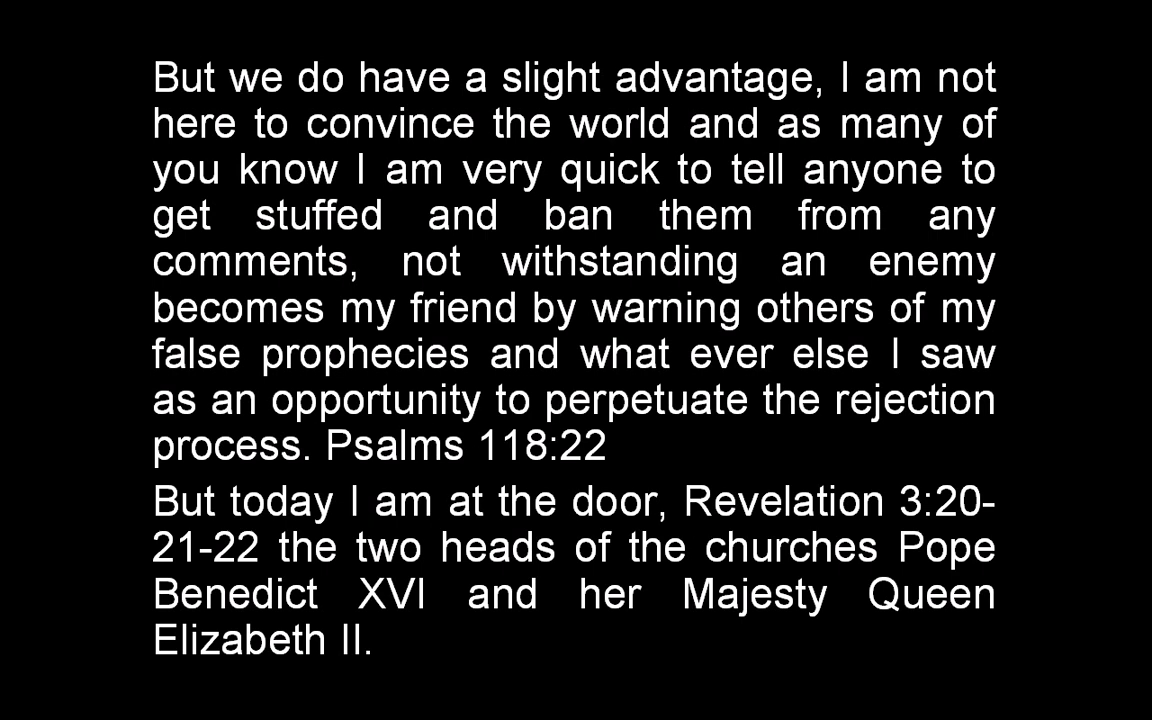 But we do have a slight advantage, I am not
here to convince the world and as many of
you know I am very quick to tell anyone to
get stuffed and ban them from any
comments, not withstanding an enemy
becomes my friend by warning others of my
false prophecies and what ever else I saw
as an opportunity to perpetuate the rejection
process. Psalms 118:22
But today I am at the door, Revelation 3:20-
21-22 the two heads of the churches Pope
Benedict XVI and her Majesty Queen
Elizabeth II.